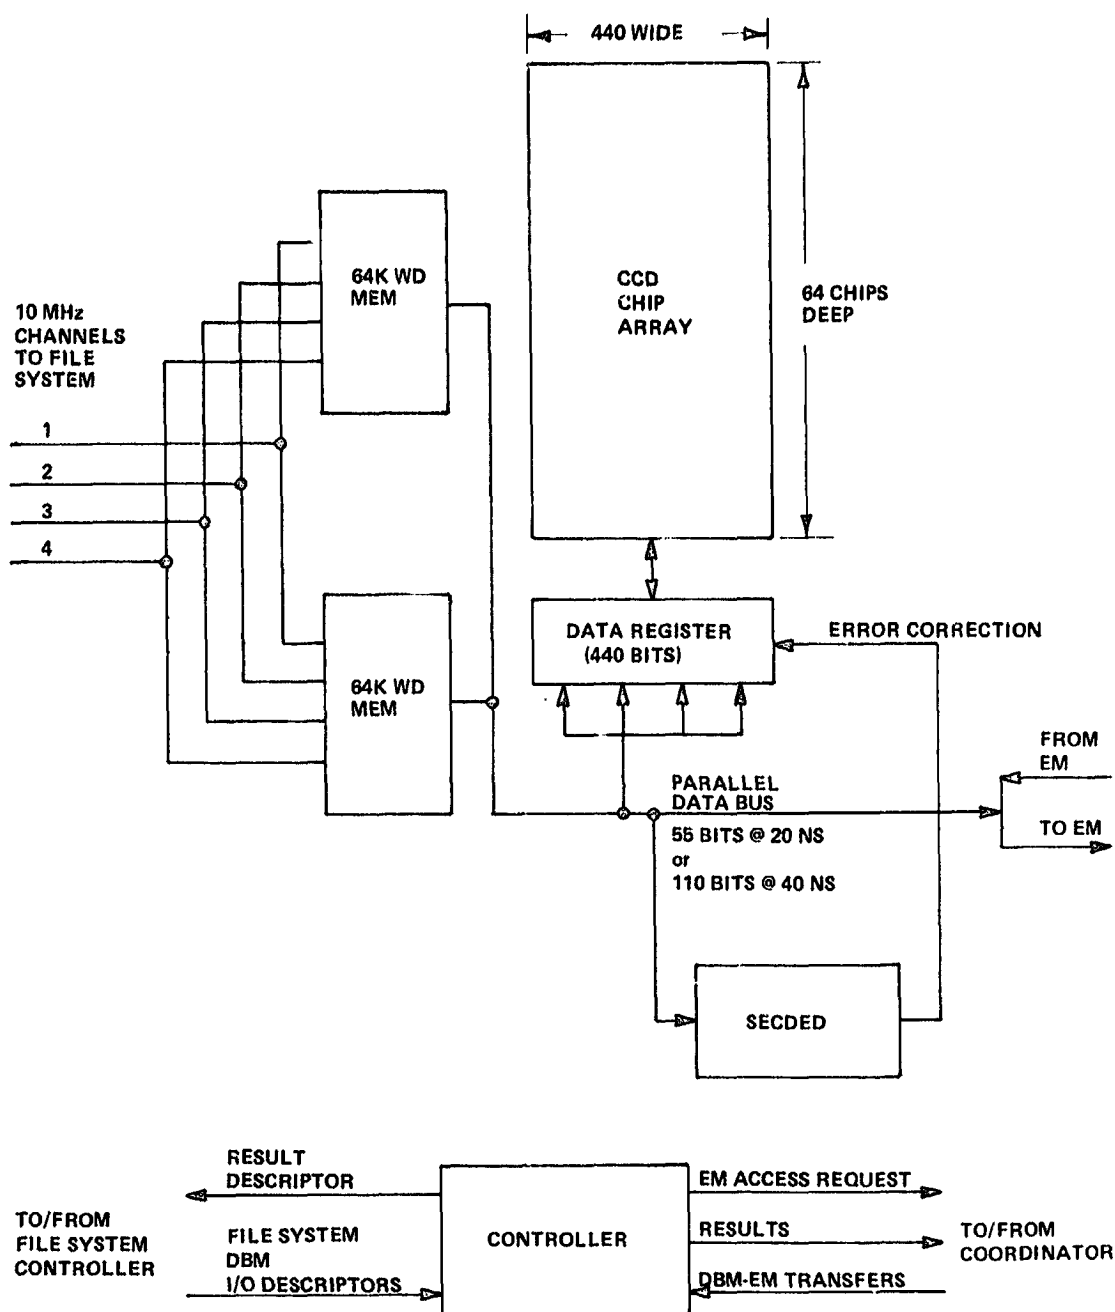 440 WIDE
CCD
CHIP
ARRAY
64 CHIPS
DEEP
64K WD
MEM
10 MHz
CHANNELS
TO FILE
SYSTEM
1
2
3
4
64K WD
MEM
DATA REGISTER
(440 BITS)
ERROR CORRECTION
FROM
EM
TO EM
PARALLEL
DATA BUS
55 BITS @ 20 NS
or
110 BITS @ 40 NS
SECDED
RESULT
DESCRIPTOR
TO/FROM
FILE SYSTEM
CONTROLLER
FILE SYSTEM
DBM
I/O DESCRIPTORS
CONTROLLER
EM ACCESS REQUEST
RESULTS
DBM-EM TRANSFERS
TO/FROM
COORDINATOR